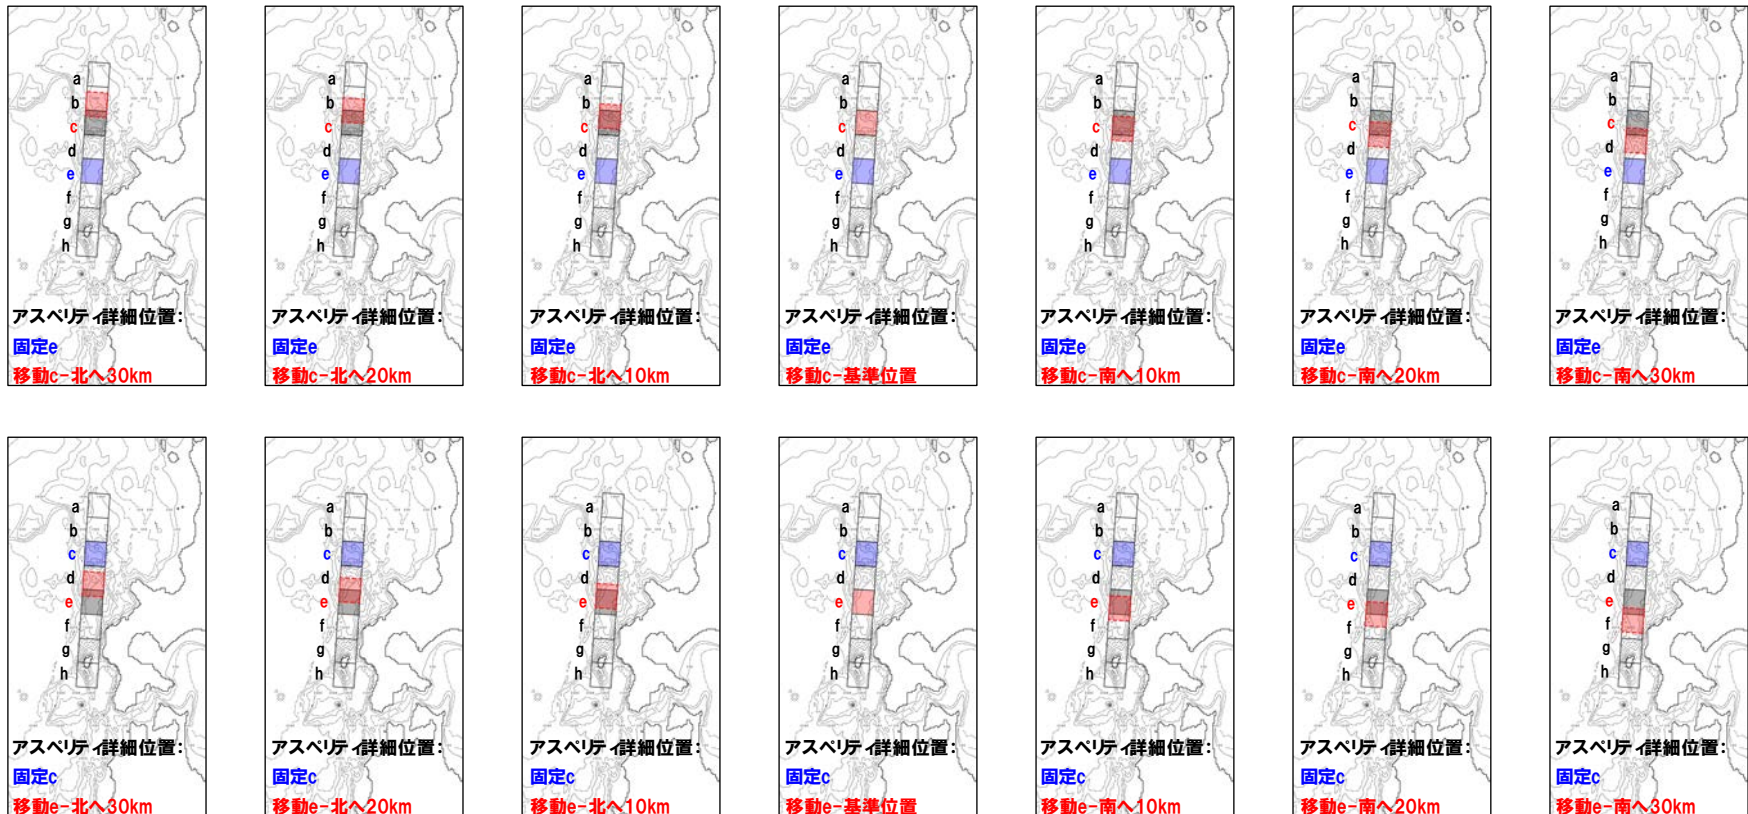 a
b
c
d
e
f
g
h
アスペリティ詳細位置:
固定e
移動c-北へ30km
a
b
c
d
e
f
g
h
アスペリティ詳細位置:
固定e
移動c-北へ20km
a
b
c
d
e
f
g
h
アスペリティ詳細位置:
固定e
移動c-北へ10km
a
b
c
d
e
f
g
h
アスペリティ詳細位置:
固定e
移動c-基準位置
a
b
c
d
e
f
g
h
アスペリティ詳細位置:
固定e
移動c-南へ10km
a
b
c
d
e
f
g
h
アスペリティ詳細位置:
固定e
移動c-南へ20km
a
b
c
d
e
f
g
h
アスペリティ詳細位置:
固定e
移動c-南へ30km
a
b
c
d
e
f
g
h
アスペリティ詳細位置:
固定c
移動e-北へ30km
a
b
c
d
e
f
g
h
アスペリティ詳細位置:
固定c
移動e-北へ20km
a
b
c
d
e
f
g
h
アスペリティ詳細位置:
固定c
移動e-北へ10km
a
b
c
d
e
f
g
h
アスペリティ詳細位置:
固定c
移動e-基準位置
a
b
c
d
e
f
g
h
アスペリティ詳細位置:
固定c
移動e-南へ10km
a
b
c
d
e
f
g
h
アスペリティ詳細位置:
固定c
移動e-南へ20km
a
b
c
d
e
f
g
h
アスペリティ詳細位置:
固定c
移動e-南へ30km